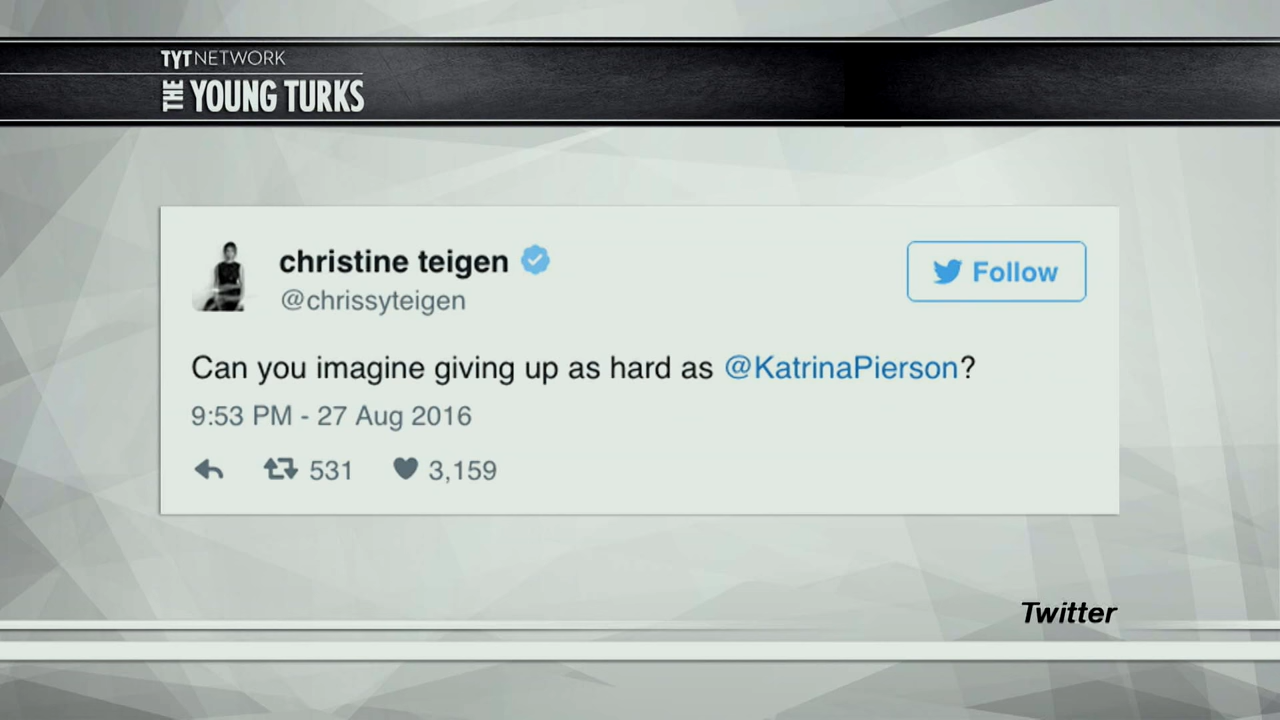 TYT NETWORK
THE YOUNG TURKS
christine teigen
@chrissyteigen
Follow
Can you imagine giving up as hard as @KatrinaPierson?
9:53 PM - 27 Aug 2016
531 3,159
Twitter